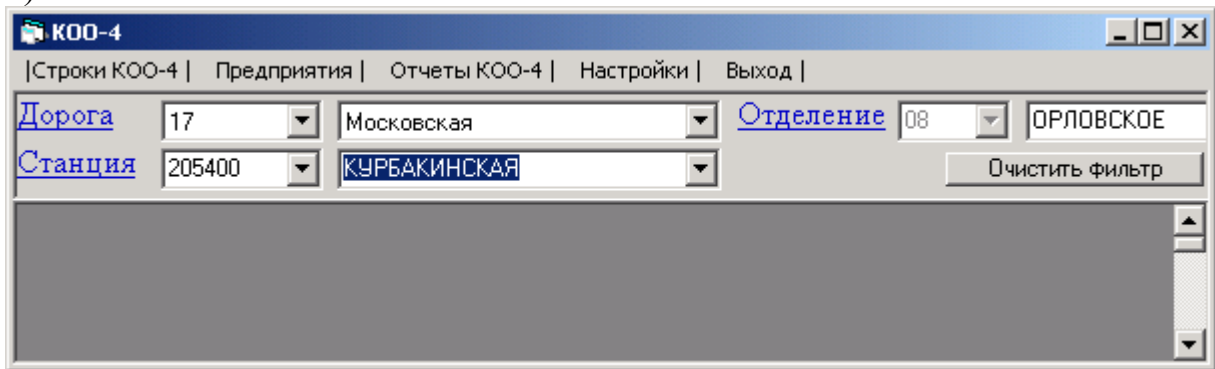 КОО-4
|Строки КОО-4 | Предприятия | Отчеты КОО-4 | Настройки | Выход |
Дорога 17 Московская Отделение 08 ОРЛОВСКОЕ
Станция 205400 КУРБАКИНСКАЯ Очистить фильтр